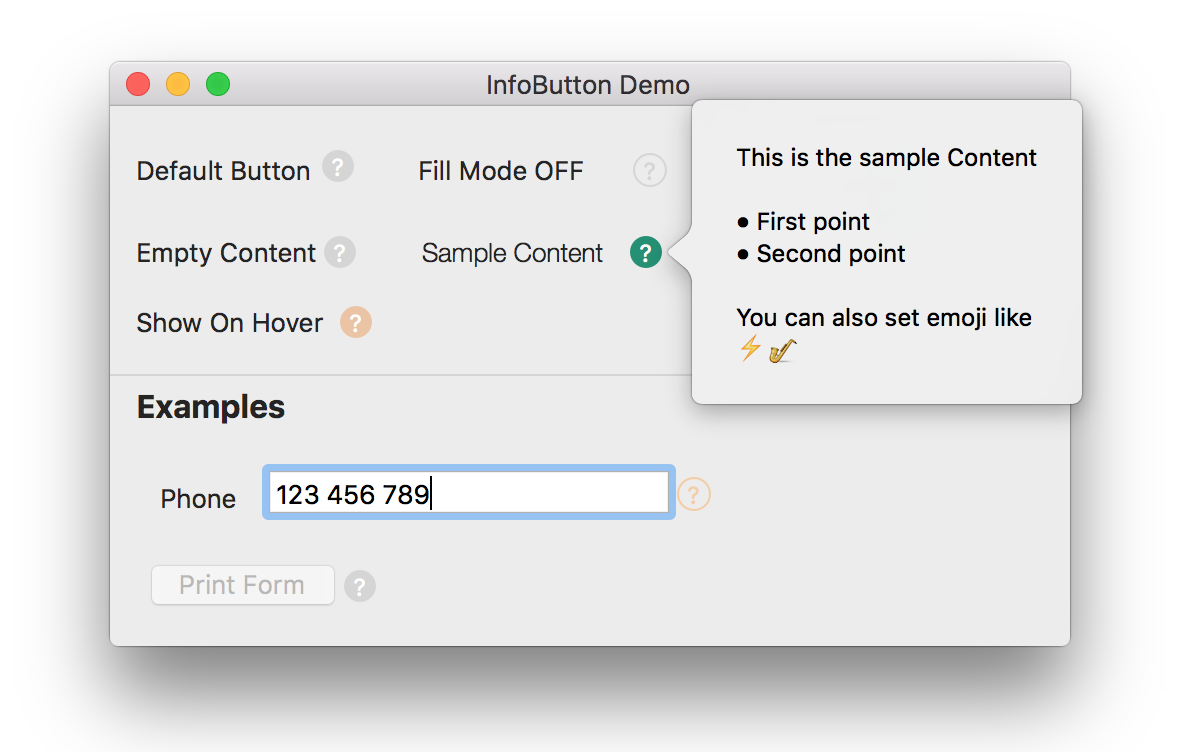 InfoButton Demo
Default Button ?
Fill Mode OFF ?
Empty Content ?
Sample Content ?
Show On Hover ?
This is the sample Content
● First point
● Second point
You can also set emoji like
⚡🎷
Examples
Phone 123 456 789 ?
Print Form ?